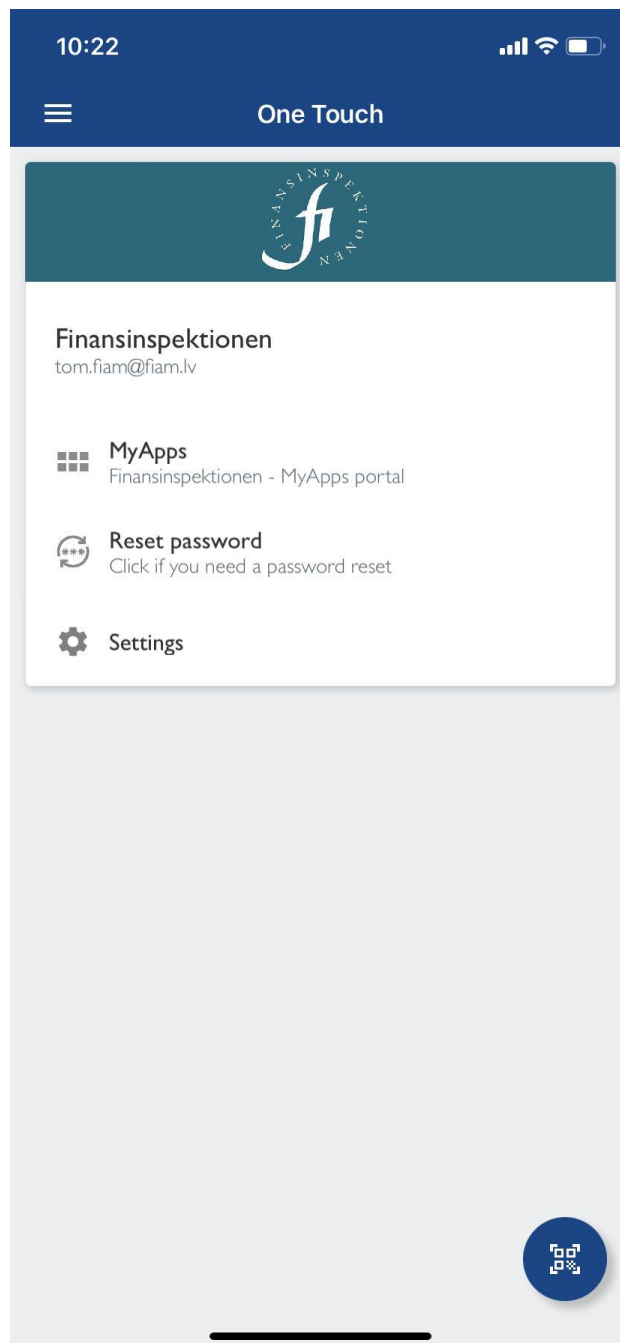 10:22
One Touch
FINANSINSPEKTIONEN
fi
Finansinspektionen
tom.fiam@fiam.lv
MyApps
Finansinspektionen - MyApps portal
***
Reset password
Click if you need a password reset
Settings